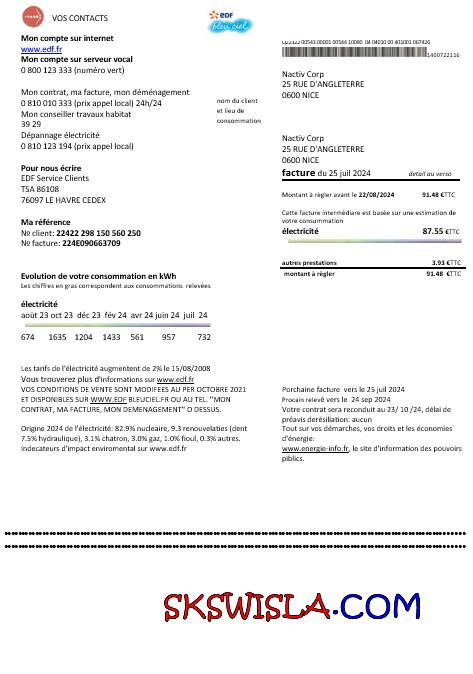 VOS CONTACTS
edf
bleu ciel
Mon compte sur internet
www.edf.fr
Mon compte sur serveur vocal
0 800 123 333 (numéro vert)
Mon contrat, ma facture, mon déménagement
0 810 010 333 (prix appel local) 24h/24
Mon conseiller travaux habitat
39 29
Dépannage électricité
0 810 123 194 (prix appel local)
nom du client
et lieu de
consommation
Pour nous écrire
EDF Service Clients
TSA 86108
76097 LE HAVRE CEDEX
Ma référence
№ client: 22422 298 150 560 250
№ facture: 224E090663709
1400722116
Nactiv Corp
25 RUE D'ANGLETERRE
0600 NICE
Nactiv Corp
25 RUE D'ANGLETERRE
0600 NICE
facture du 25 juil 2024 detail au verso
Montant à régler avant le 22/08/2024 91.48 €TTC
Catte facture intermédiaire est basée sur une estimation de
votre consummation
électricité 87.55 €TTC
autres prestations 3.93 €TTC
montant à régler 91.48 €TTC
Evolution de votre consommation en kWh
Les chiffres en gras correspondent aux consommations relevées
électricité
août 23 oct 23 déc 23 fév 24 avr 24 juin 24 juil 24
674 1635 1204 1433 561 957 732
Les tarifs de l'électricité augmentent de 2% le 15/08/2008
Vous trouverez plus d'informations sur www.edf.fr
VOS CONDITIONS DE VENTE SONT MODIFEES AU PER OCTOBRE 2021
ET DISPONIBLES SUR WWW.EDF BLEUCIEL.FR OU AU TEL. "MON
CONTRAT, MA FACTURE, MON DEMENAGEMENT" O DESSUS.
Origine 2024 de l'électricité: 82.9% nucleaire, 9.3 renouvelaties (dent
7.5% hydraulique), 3.1% chatron, 3.0% gaz, 1.0% fioul, 0.3% autres.
Indecateurs d'impact enviromental sur www.edf.fr
Porchaine facture vers le 25 juil 2024
Procain relevé vers le 24 sep 2024
Votre contrat sera reconduit au 23/ 10 /24, délai de
préavis derésiliation: aucun
Tout sur vos démarches, vos droits et les économies
d'énergie:
www.energie-info.fr, le site d'information des pouvoirs
piblics.
SKSWISLA.COM